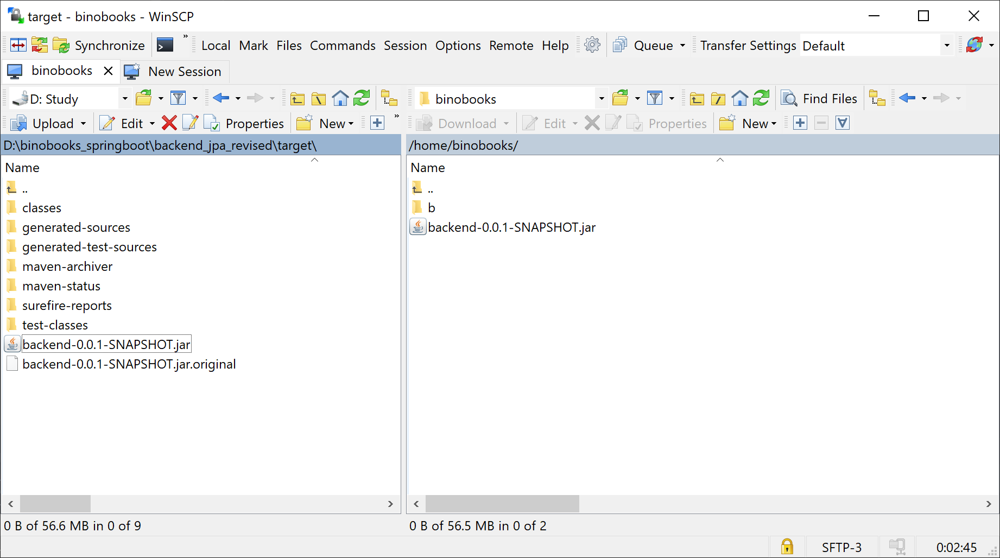 target - binobooks - WinSCP
Synchronize » Local Mark Files Commands Session Options Remote Help Queue Transfer Settings Default
binobooks New Session
D: Study binobooks Find Files
Upload Edit Properties New » Download Edit Properties New
D:\binobooks_springboot\backend_jpa_revised\target\
Name
..
classes
generated-sources
generated-test-sources
maven-archiver
maven-status
surefire-reports
test-classes
backend-0.0.1-SNAPSHOT.jar
backend-0.0.1-SNAPSHOT.jar.original
0 B of 56.6 MB in 0 of 9
/home/binobooks/
Name
..
b
backend-0.0.1-SNAPSHOT.jar
0 B of 56.5 MB in 0 of 2
SFTP-3 0:02:45